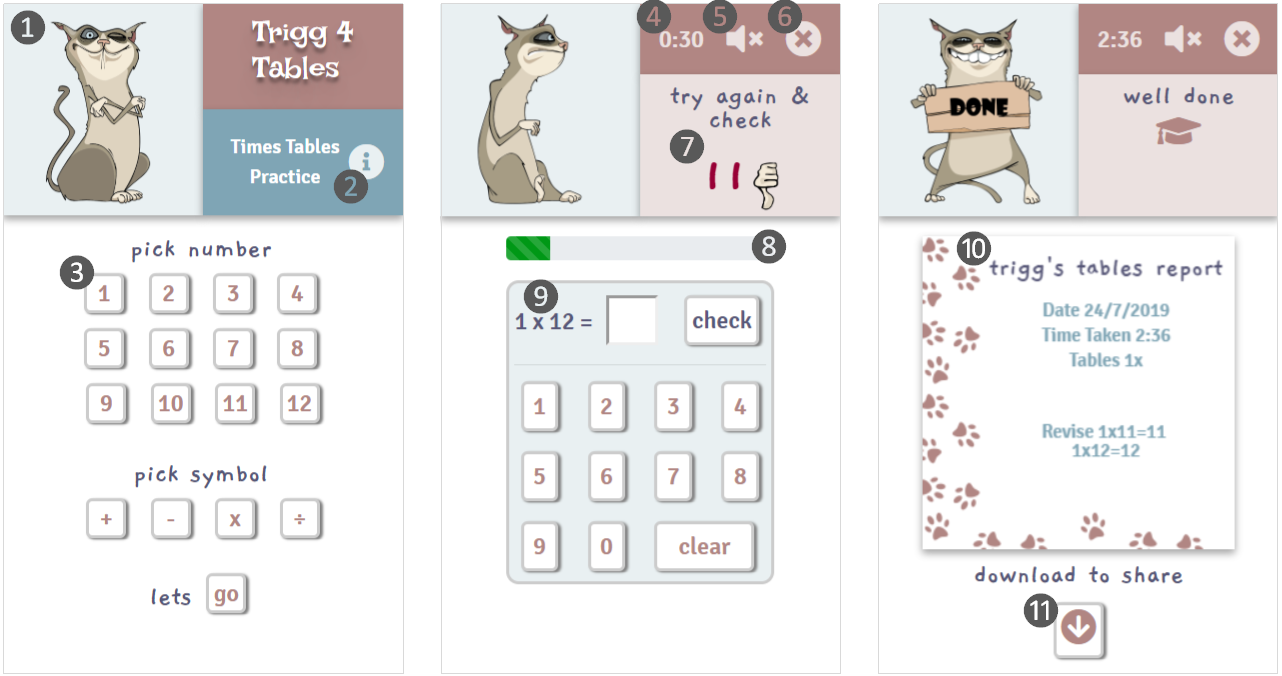 1
Trigg 4
Tables
Times Tables
Practice
i
2
pick number
3
1 2 3 4
5 6 7 8
9 10 11 12
pick symbol
+ - x ÷
lets go
4 5 6
0:30
try again &
check
7
8
9
1 x 12 =
check
1 2 3 4
5 6 7 8
9 0 clear
DONE
2:36
well done
10
trigg's tables report
Date 24/7/2019
Time Taken 2:36
Tables 1x
Revise 1x11=11
1x12=12
download to share
11